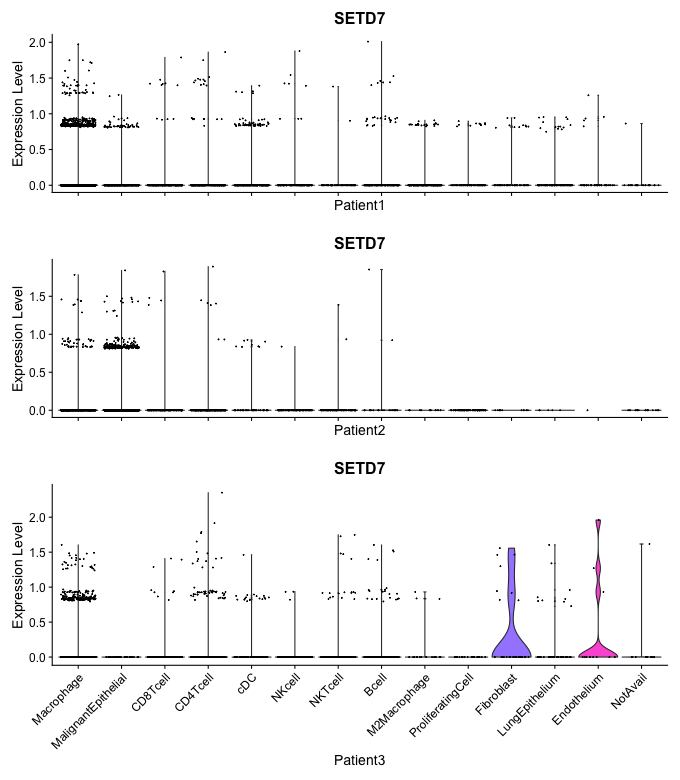 SETD7
Expression Level
2.0
1.5
1.0
0.5
0.0
Patient1
SETD7
Expression Level
1.5
1.0
0.5
0.0
Patient2
SETD7
Expression Level
2.0
1.5
1.0
0.5
0.0
Macrophage
MalignantEpithelial
CD8Tcell
CD4Tcell
cDC
NKcell
NKTcell
Bcell
M2Macrophage
ProliferatingCell
Fibroblast
LungEpithelium
Endothelium
NotAvail
Patient3